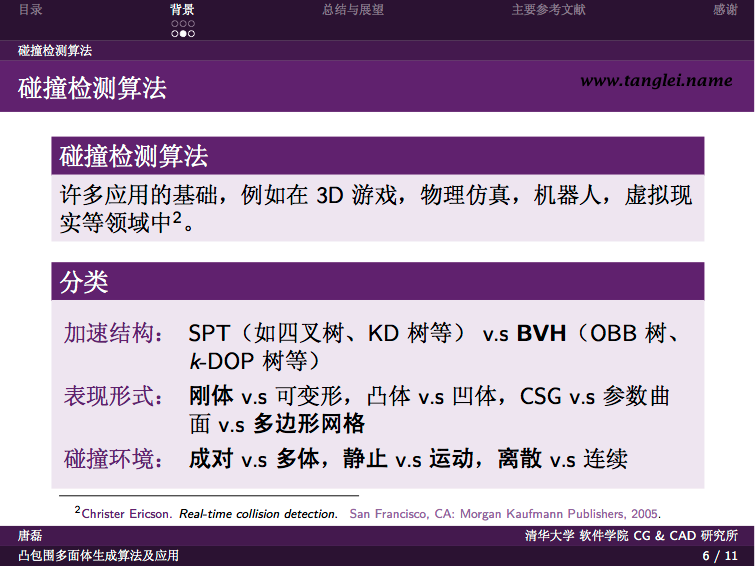 目录 背景 总结与展望 主要参考文献 感谢
碰撞检测算法
碰撞检测算法 www.tanglei.name
碰撞检测算法
许多应用的基础，例如在 3D 游戏，物理仿真，机器人，虚拟现
实等领域中2。
分类
加速结构： SPT（如四叉树、KD 树等） v.s BVH（OBB 树、
k-DOP 树等）
表现形式： 刚体 v.s 可变形，凸体 v.s 凹体，CSG v.s 参数曲
面 v.s 多边形网格
碰撞环境： 成对 v.s 多体，静止 v.s 运动，离散 v.s 连续
2Christer Ericson. Real-time collision detection. San Francisco, CA: Morgan Kaufmann Publishers, 2005.
唐磊 清华大学 软件学院 CG & CAD 研究所
凸包围多面体生成算法及应用 6 / 11